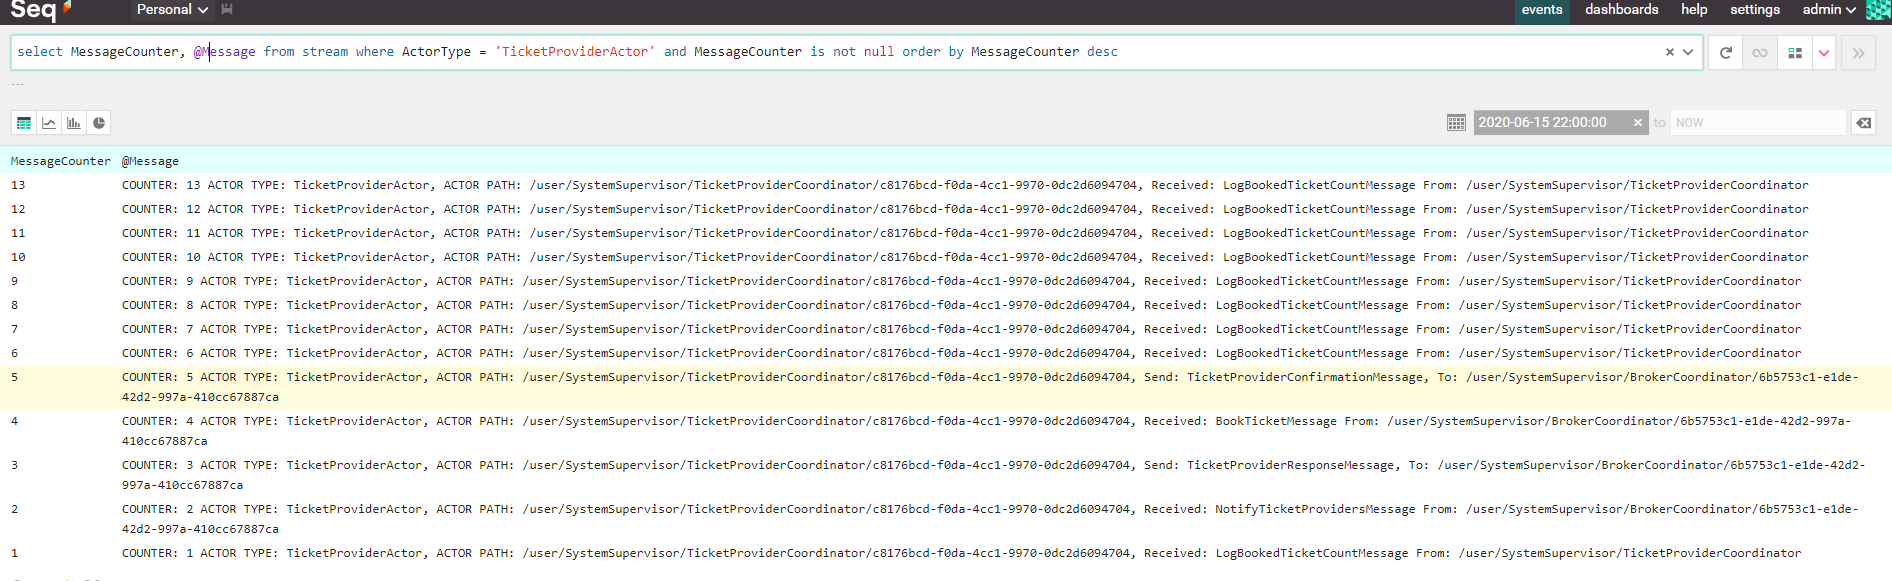 Seq Personal events dashboards help settings admin
select MessageCounter, @Message from stream where ActorType = 'TicketProviderActor' and MessageCounter is not null order by MessageCounter desc
...
2020-06-15 22:00:00 × to NOW
MessageCounter @Message
13 COUNTER: 13 ACTOR TYPE: TicketProviderActor, ACTOR PATH: /user/SystemSupervisor/TicketProviderCoordinator/c8176bcd-f0da-4cc1-9970-0dc2d6094704, Received: LogBookedTicketCountMessage From: /user/SystemSupervisor/TicketProviderCoordinator
12 COUNTER: 12 ACTOR TYPE: TicketProviderActor, ACTOR PATH: /user/SystemSupervisor/TicketProviderCoordinator/c8176bcd-f0da-4cc1-9970-0dc2d6094704, Received: LogBookedTicketCountMessage From: /user/SystemSupervisor/TicketProviderCoordinator
11 COUNTER: 11 ACTOR TYPE: TicketProviderActor, ACTOR PATH: /user/SystemSupervisor/TicketProviderCoordinator/c8176bcd-f0da-4cc1-9970-0dc2d6094704, Received: LogBookedTicketCountMessage From: /user/SystemSupervisor/TicketProviderCoordinator
10 COUNTER: 10 ACTOR TYPE: TicketProviderActor, ACTOR PATH: /user/SystemSupervisor/TicketProviderCoordinator/c8176bcd-f0da-4cc1-9970-0dc2d6094704, Received: LogBookedTicketCountMessage From: /user/SystemSupervisor/TicketProviderCoordinator
9 COUNTER: 9 ACTOR TYPE: TicketProviderActor, ACTOR PATH: /user/SystemSupervisor/TicketProviderCoordinator/c8176bcd-f0da-4cc1-9970-0dc2d6094704, Received: LogBookedTicketCountMessage From: /user/SystemSupervisor/TicketProviderCoordinator
8 COUNTER: 8 ACTOR TYPE: TicketProviderActor, ACTOR PATH: /user/SystemSupervisor/TicketProviderCoordinator/c8176bcd-f0da-4cc1-9970-0dc2d6094704, Received: LogBookedTicketCountMessage From: /user/SystemSupervisor/TicketProviderCoordinator
7 COUNTER: 7 ACTOR TYPE: TicketProviderActor, ACTOR PATH: /user/SystemSupervisor/TicketProviderCoordinator/c8176bcd-f0da-4cc1-9970-0dc2d6094704, Received: LogBookedTicketCountMessage From: /user/SystemSupervisor/TicketProviderCoordinator
6 COUNTER: 6 ACTOR TYPE: TicketProviderActor, ACTOR PATH: /user/SystemSupervisor/TicketProviderCoordinator/c8176bcd-f0da-4cc1-9970-0dc2d6094704, Received: LogBookedTicketCountMessage From: /user/SystemSupervisor/TicketProviderCoordinator
5 COUNTER: 5 ACTOR TYPE: TicketProviderActor, ACTOR PATH: /user/SystemSupervisor/TicketProviderCoordinator/c8176bcd-f0da-4cc1-9970-0dc2d6094704, Send: TicketProviderConfirmationMessage, To: /user/SystemSupervisor/BrokerCoordinator/6b5753c1-e1de-
42d2-997a-410cc67887ca
4 COUNTER: 4 ACTOR TYPE: TicketProviderActor, ACTOR PATH: /user/SystemSupervisor/TicketProviderCoordinator/c8176bcd-f0da-4cc1-9970-0dc2d6094704, Received: BookTicketMessage From: /user/SystemSupervisor/BrokerCoordinator/6b5753c1-e1de-42d2-997a-
410cc67887ca
3 COUNTER: 3 ACTOR TYPE: TicketProviderActor, ACTOR PATH: /user/SystemSupervisor/TicketProviderCoordinator/c8176bcd-f0da-4cc1-9970-0dc2d6094704, Send: TicketProviderResponseMessage, To: /user/SystemSupervisor/BrokerCoordinator/6b5753c1-e1de-42d2-
997a-410cc67887ca
2 COUNTER: 2 ACTOR TYPE: TicketProviderActor, ACTOR PATH: /user/SystemSupervisor/TicketProviderCoordinator/c8176bcd-f0da-4cc1-9970-0dc2d6094704, Received: NotifyTicketProvidersMessage From: /user/SystemSupervisor/BrokerCoordinator/6b5753c1-e1de-
42d2-997a-410cc67887ca
1 COUNTER: 1 ACTOR TYPE: TicketProviderActor, ACTOR PATH: /user/SystemSupervisor/TicketProviderCoordinator/c8176bcd-f0da-4cc1-9970-0dc2d6094704, Received: LogBookedTicketCountMessage From: /user/SystemSupervisor/TicketProviderCoordinator